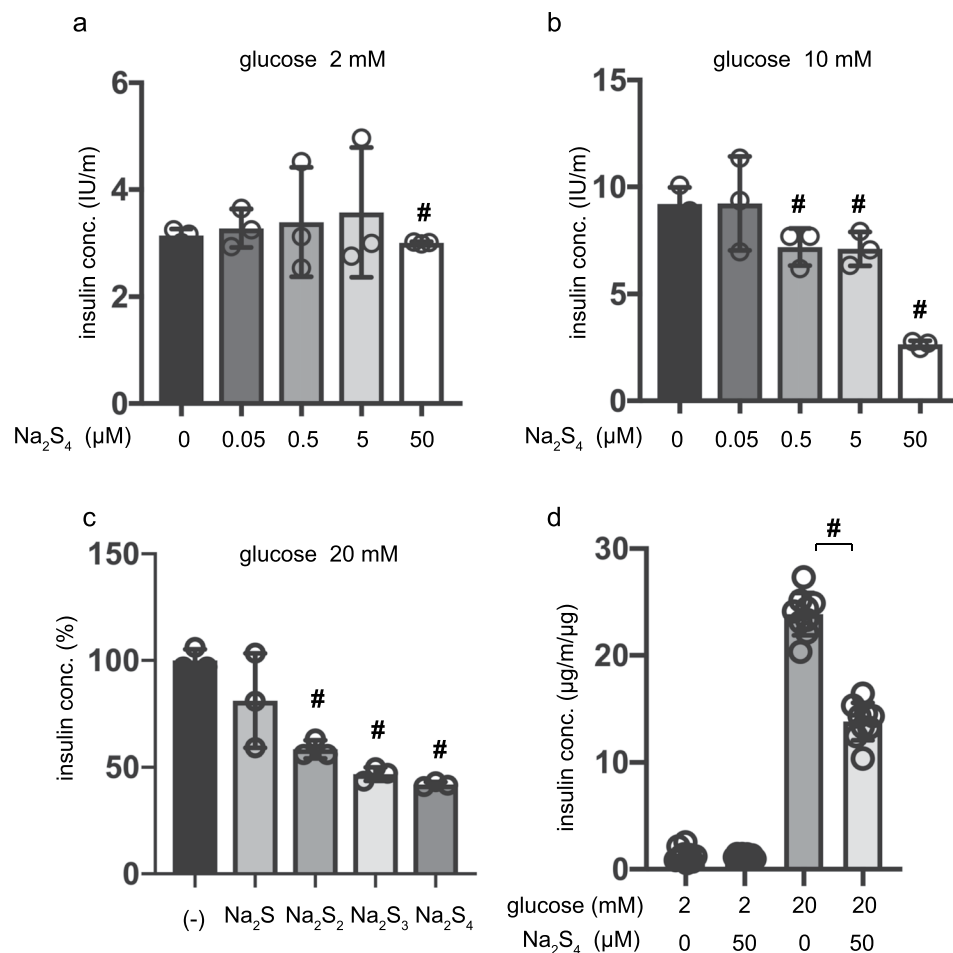 a
glucose 2 mM
6
4
2
0
insulin conc. (IU/m)
#
Na₂S₄ (µM) 0 0.05 0.5 5 50
b
glucose 10 mM
15
10
5
0
insulin conc. (IU/m)
# # #
Na₂S₄ (µM) 0 0.05 0.5 5 50
c
glucose 20 mM
150
100
50
0
insulin conc. (%)
# # #
(-) Na₂S Na₂S₂ Na₂S₃ Na₂S₄
d
#
30
20
10
0
insulin conc. (µg/m/µg)
glucose (mM) 2 2 20 20
Na₂S₄ (µM) 0 50 0 50